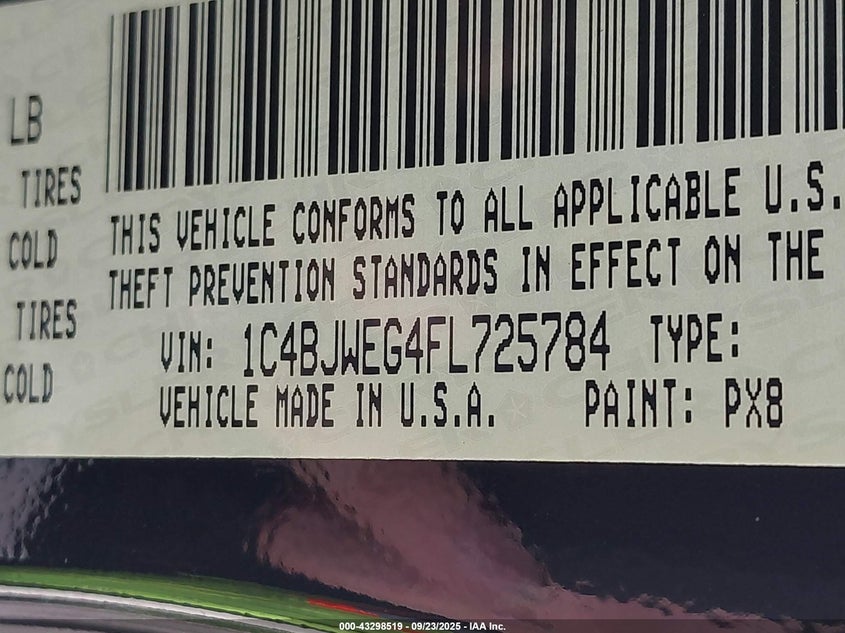 LB
TIRES
COLD
TIRES
COLD
THIS VEHICLE CONFORMS TO ALL APPLICABLE U.S.
THEFT PREVENTION STANDARDS IN EFFECT ON THE
VIN: 1C4BJWEG4FL725784 TYPE:
VEHICLE MADE IN U.S.A. PAINT: PX8
000-43298519 - 09/23/2025 - IAA Inc.